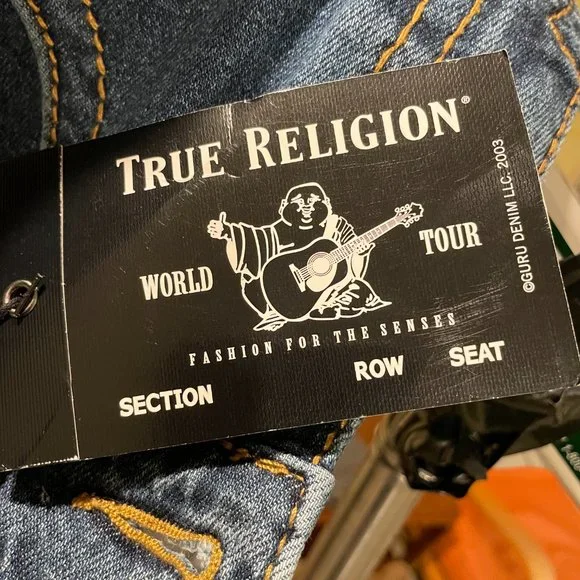 TRUE RELIGION®
WORLD TOUR
FASHION FOR THE SENSES
SECTION ROW SEAT
©GURU DENIM LLC. 2003